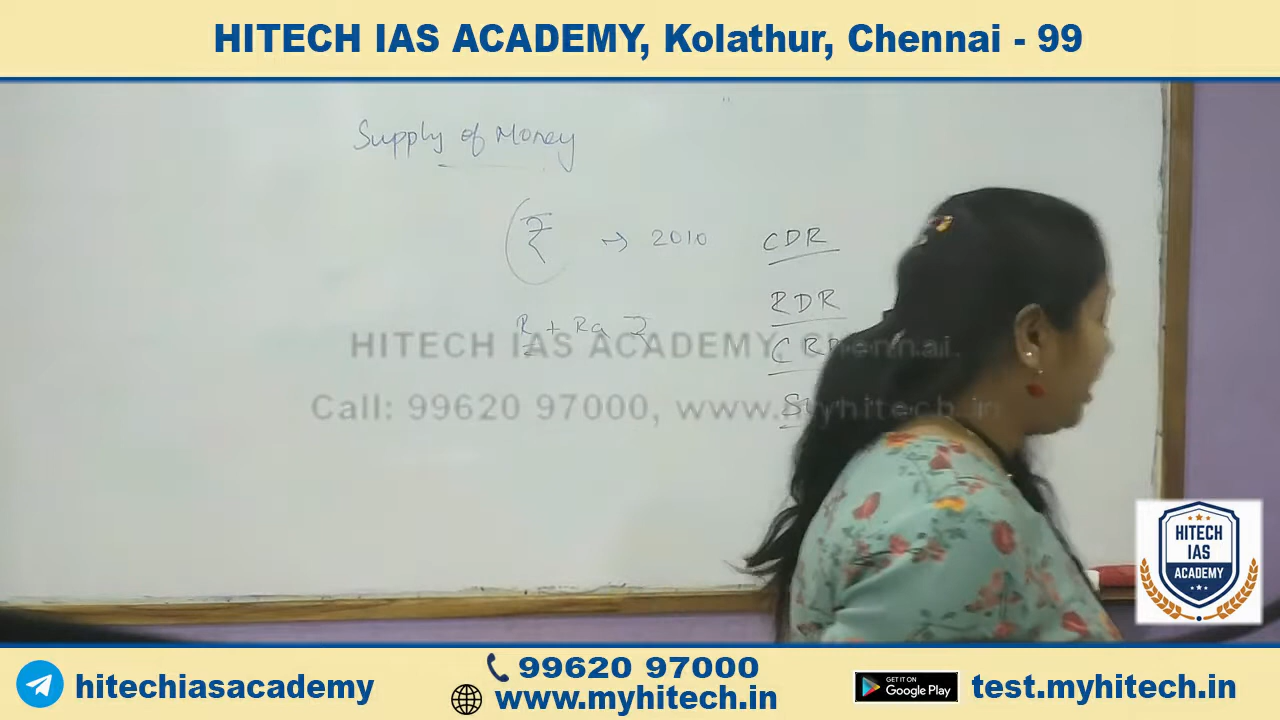 HITECH IAS ACADEMY, Kolathur, Chennai - 99
Supply of Money
₹ → 2010 CDR
RDR
R + Ra
CRR
HITECH IAS ACADEMY, Chennai.
Call: 99620 97000, www.myhitech.in
HITECH
IAS
ACADEMY
hitechiasacademy
99620 97000
www.myhitech.in
GET IT ON
Google Play
test.myhitech.in